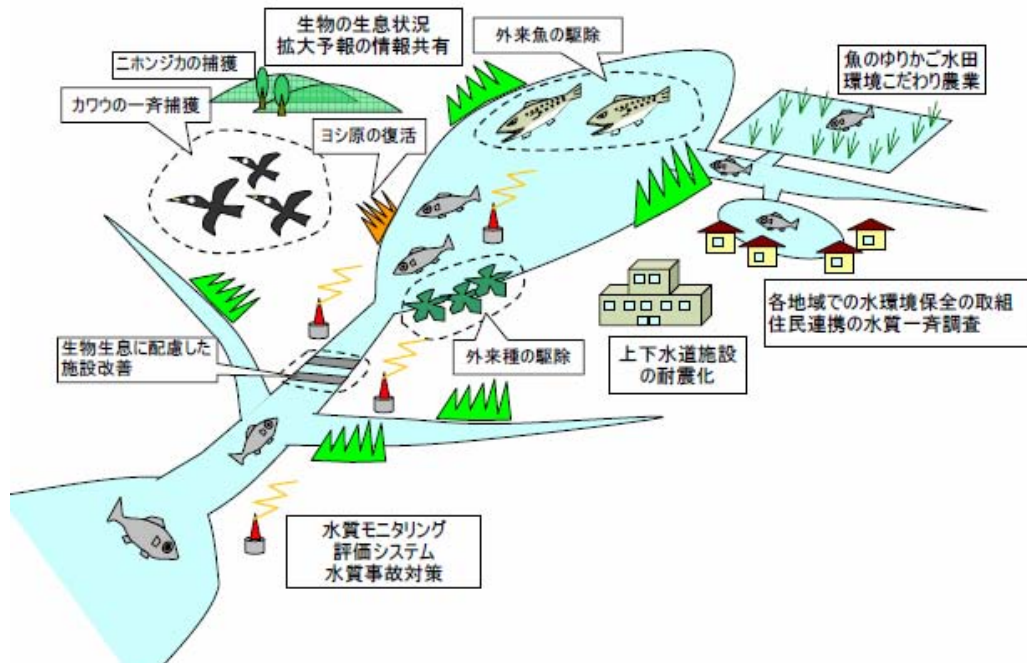 生物の生息状況
拡大予報の情報共有
外来魚の駆除
魚のゆりかご水田
環境こだわり農業
ニホンジカの捕獲
カワウの一斉捕獲
ヨシ原の復活
各地域での水環境保全の取組
住民連携の水質一斉調査
生物生息に配慮した
施設改善
外来種の駆除
上下水道施設
の耐震化
水質モニタリング
評価システム
水質事故対策